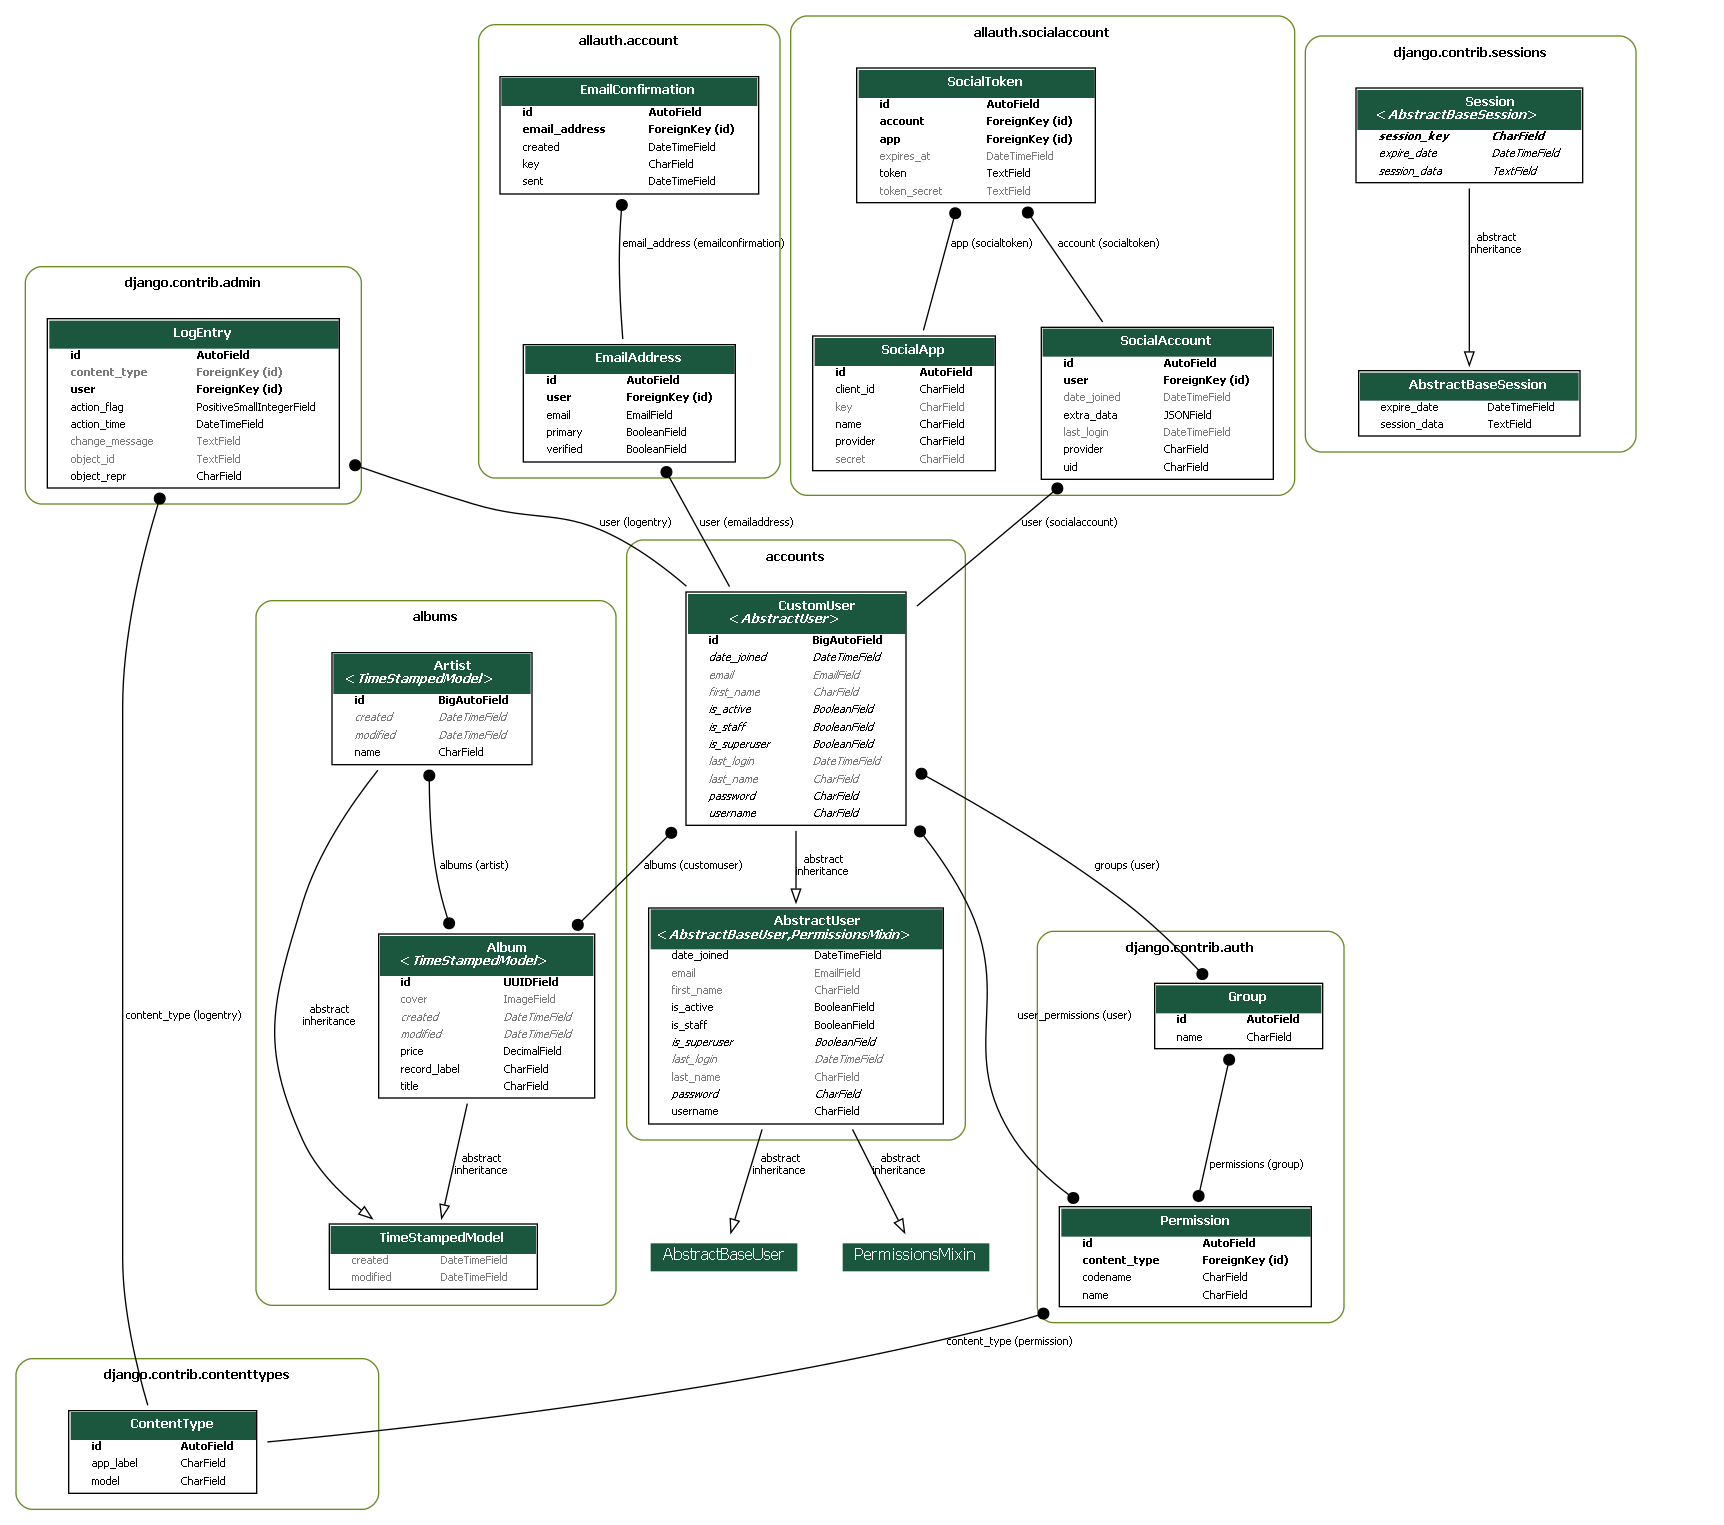 allauth.account
EmailConfirmation
id AutoField
email_address ForeignKey (id)
created DateTimeField
key CharField
sent DateTimeField
email_address (emailconfirmation)
EmailAddress
id AutoField
user ForeignKey (id)
email EmailField
primary BooleanField
verified BooleanField
allauth.socialaccount
SocialToken
id AutoField
account ForeignKey (id)
app ForeignKey (id)
expires_at DateTimeField
token TextField
token_secret TextField
app (socialtoken)
account (socialtoken)
SocialApp
id AutoField
client_id CharField
key CharField
name CharField
provider CharField
secret CharField
SocialAccount
id AutoField
user ForeignKey (id)
date_joined DateTimeField
extra_data JSONField
last_login DateTimeField
provider CharField
uid CharField
django.contrib.sessions
Session
<AbstractBaseSession>
session_key CharField
expire_date DateTimeField
session_data TextField
abstract
inheritance
AbstractBaseSession
expire_date DateTimeField
session_data TextField
django.contrib.admin
LogEntry
id AutoField
content_type ForeignKey (id)
user ForeignKey (id)
action_flag PositiveSmallIntegerField
action_time DateTimeField
change_message TextField
object_id TextField
object_repr CharField
user (logentry)
user (emailaddress)
user (socialaccount)
accounts
CustomUser
<AbstractUser>
id BigAutoField
date_joined DateTimeField
email EmailField
first_name CharField
is_active BooleanField
is_staff BooleanField
is_superuser BooleanField
last_login DateTimeField
last_name CharField
password CharField
username CharField
abstract
inheritance
AbstractUser
<AbstractBaseUser,PermissionsMixin>
date_joined DateTimeField
email EmailField
first_name CharField
is_active BooleanField
is_staff BooleanField
is_superuser BooleanField
last_login DateTimeField
last_name CharField
password CharField
username CharField
abstract
inheritance
abstract
inheritance
AbstractBaseUser
PermissionsMixin
albums
Artist
<TimeStampedModel>
id BigAutoField
created DateTimeField
modified DateTimeField
name CharField
albums (artist)
albums (customuser)
Album
<TimeStampedModel>
id UUIDField
cover ImageField
created DateTimeField
modified DateTimeField
price DecimalField
record_label CharField
title CharField
abstract
inheritance
abstract
inheritance
TimeStampedModel
created DateTimeField
modified DateTimeField
groups (user)
user_permissions (user)
django.contrib.auth
Group
id AutoField
name CharField
permissions (group)
Permission
id AutoField
content_type ForeignKey (id)
codename CharField
name CharField
content_type (logentry)
content_type (permission)
django.contrib.contenttypes
ContentType
id AutoField
app_label CharField
model CharField